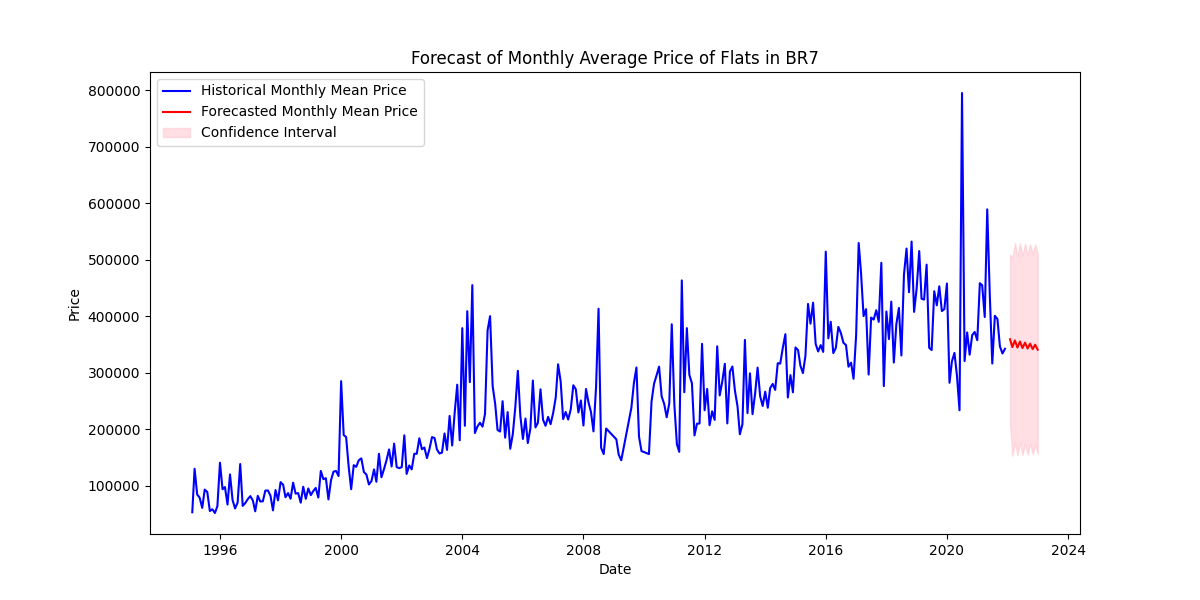 Forecast of Monthly Average Price of Flats in BR7
Historical Monthly Mean Price
Forecasted Monthly Mean Price
Confidence Interval
800000
700000
600000
500000
400000
300000
200000
100000
Price
1996 2000 2004 2008 2012 2016 2020 2024
Date